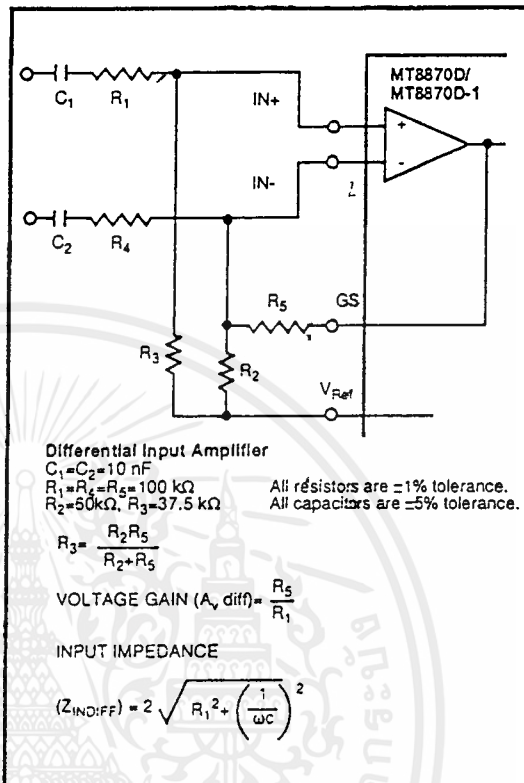 MT8870D/
MT8870D-1
C₁ R₁ IN+
+
IN-
-
C₂ R₄
R₅ GS
R₃
R₂
V_Ref
Differential Input Amplifier
C₁=C₂=10 nF
R₁=R₄=R₅=100 kΩ All resistors are ±1% tolerance.
R₂=50kΩ, R₃=37.5 kΩ All capacitors are ±5% tolerance.
R₃= R₂R₅ / R₂+R₅
VOLTAGE GAIN (Aᵥ diff)= R₅ / R₁
INPUT IMPEDANCE
(Z_INDIFF) = 2 √ R₁²+ (1 / ωc)²